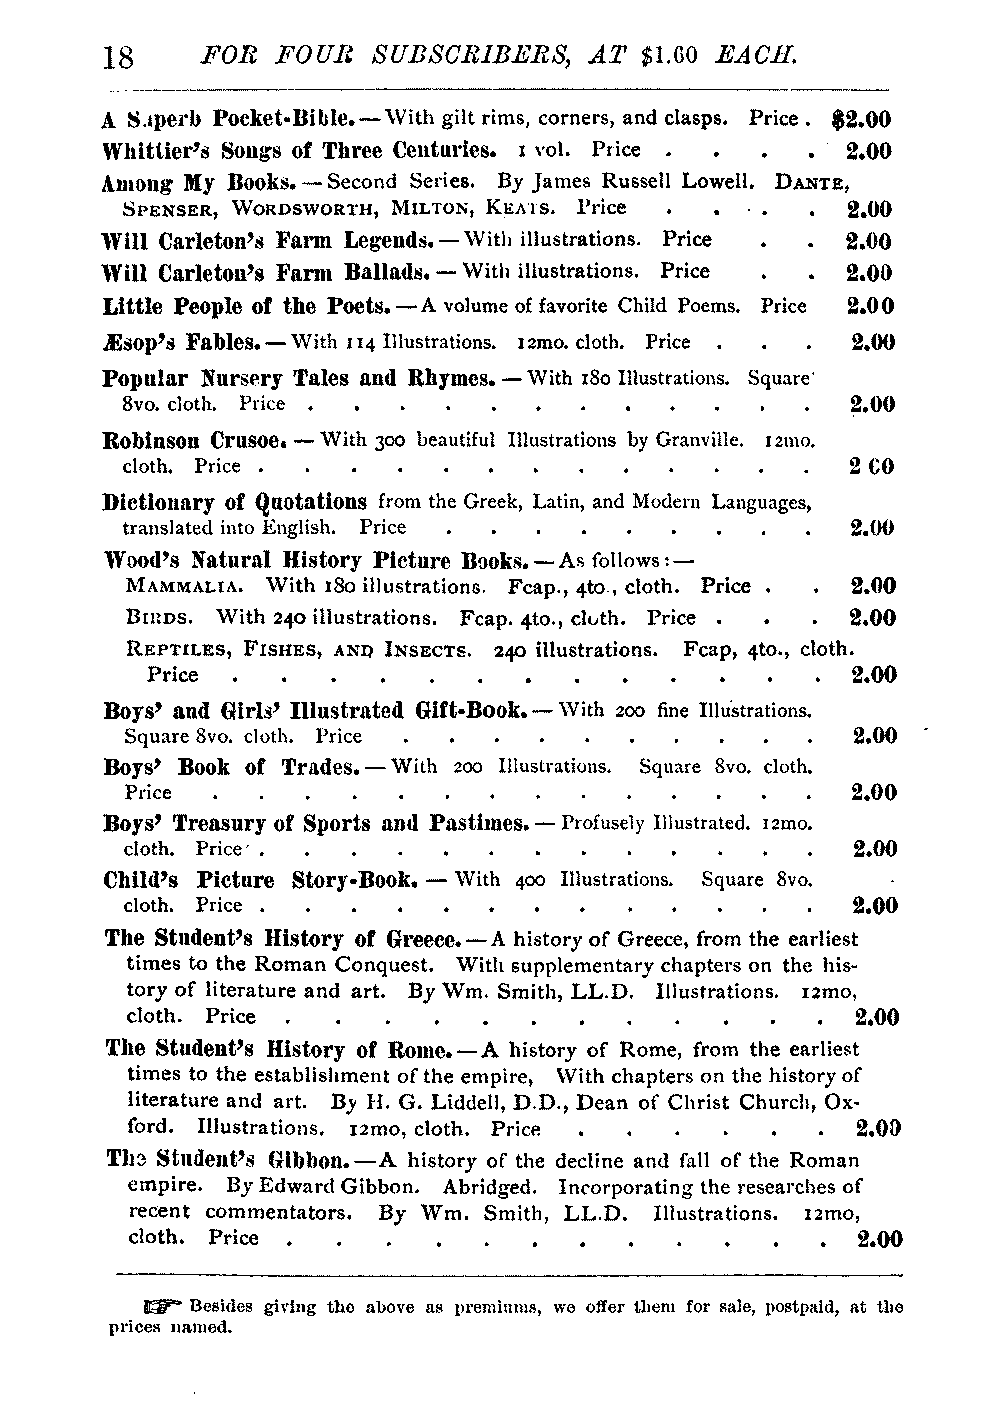 18 FOR FOUR SUBSCRIBERS, AT $1.60 EACH.
A Superb Pocket-Bible.—With gilt rims, corners, and clasps. Price . $2.00
Whittier's Songs of Three Centuries. 1 vol. Price . . . . 2.00
Among My Books.—Second Series. By James Russell Lowell. DANTE,
SPENSER, WORDSWORTH, MILTON, KEATS. Price . . . . 2.00
Will Carleton's Farm Legends.—With illustrations. Price . . 2.00
Will Carleton's Farm Ballads.—With illustrations. Price . . 2.00
Little People of the Poets.—A volume of favorite Child Poems. Price 2.00
Æsop's Fables.—With 114 Illustrations. 12mo. cloth. Price . . . 2.00
Popular Nursery Tales and Rhymes.—With 180 Illustrations. Square
8vo. cloth. Price . . . . . . . . . . . . 2.00
Robinson Crusoe.—With 300 beautiful Illustrations by Granville. 12mo.
cloth. Price . . . . . . . . . . . . . 2 00
Dictionary of Quotations from the Greek, Latin, and Modern Languages,
translated into English. Price . . . . . . . . . 2.00
Wood's Natural History Picture Books.—As follows:—
MAMMALIA. With 180 illustrations. Fcap., 4to., cloth. Price . . 2.00
BIRDS. With 240 illustrations. Fcap. 4to., cloth. Price . . . 2.00
REPTILES, FISHES, AND INSECTS. 240 illustrations. Fcap, 4to., cloth.
Price . . . . . . . . . . . . . 2.00
Boys' and Girls' Illustrated Gift-Book.—With 200 fine Illustrations.
Square 8vo. cloth. Price . . . . . . . . . . 2.00
Boys' Book of Trades.—With 200 Illustrations. Square 8vo. cloth.
Price . . . . . . . . . . . . . . 2.00
Boys' Treasury of Sports and Pastimes.—Profusely Illustrated. 12mo.
cloth. Price . . . . . . . . . . . . . 2.00
Child's Picture Story-Book.—With 400 Illustrations. Square 8vo.
cloth. Price . . . . . . . . . . . . . 2.00
The Student's History of Greece.—A history of Greece, from the earliest
times to the Roman Conquest. With supplementary chapters on the his-
tory of literature and art. By Wm. Smith, LL.D. Illustrations. 12mo,
cloth. Price . . . . . . . . . . . . 2.00
The Student's History of Rome.—A history of Rome, from the earliest
times to the establishment of the empire, With chapters on the history of
literature and art. By H. G. Liddell, D.D., Dean of Christ Church, Ox-
ford. Illustrations. 12mo, cloth. Price . . . . . . 2.00
The Student's Gibbon.—A history of the decline and fall of the Roman
empire. By Edward Gibbon. Abridged. Incorporating the researches of
recent commentators. By Wm. Smith, LL.D. Illustrations. 12mo,
cloth. Price . . . . . . . . . . . . 2.00
☞ Besides giving the above as premiums, we offer them for sale, postpaid, at the
prices named.